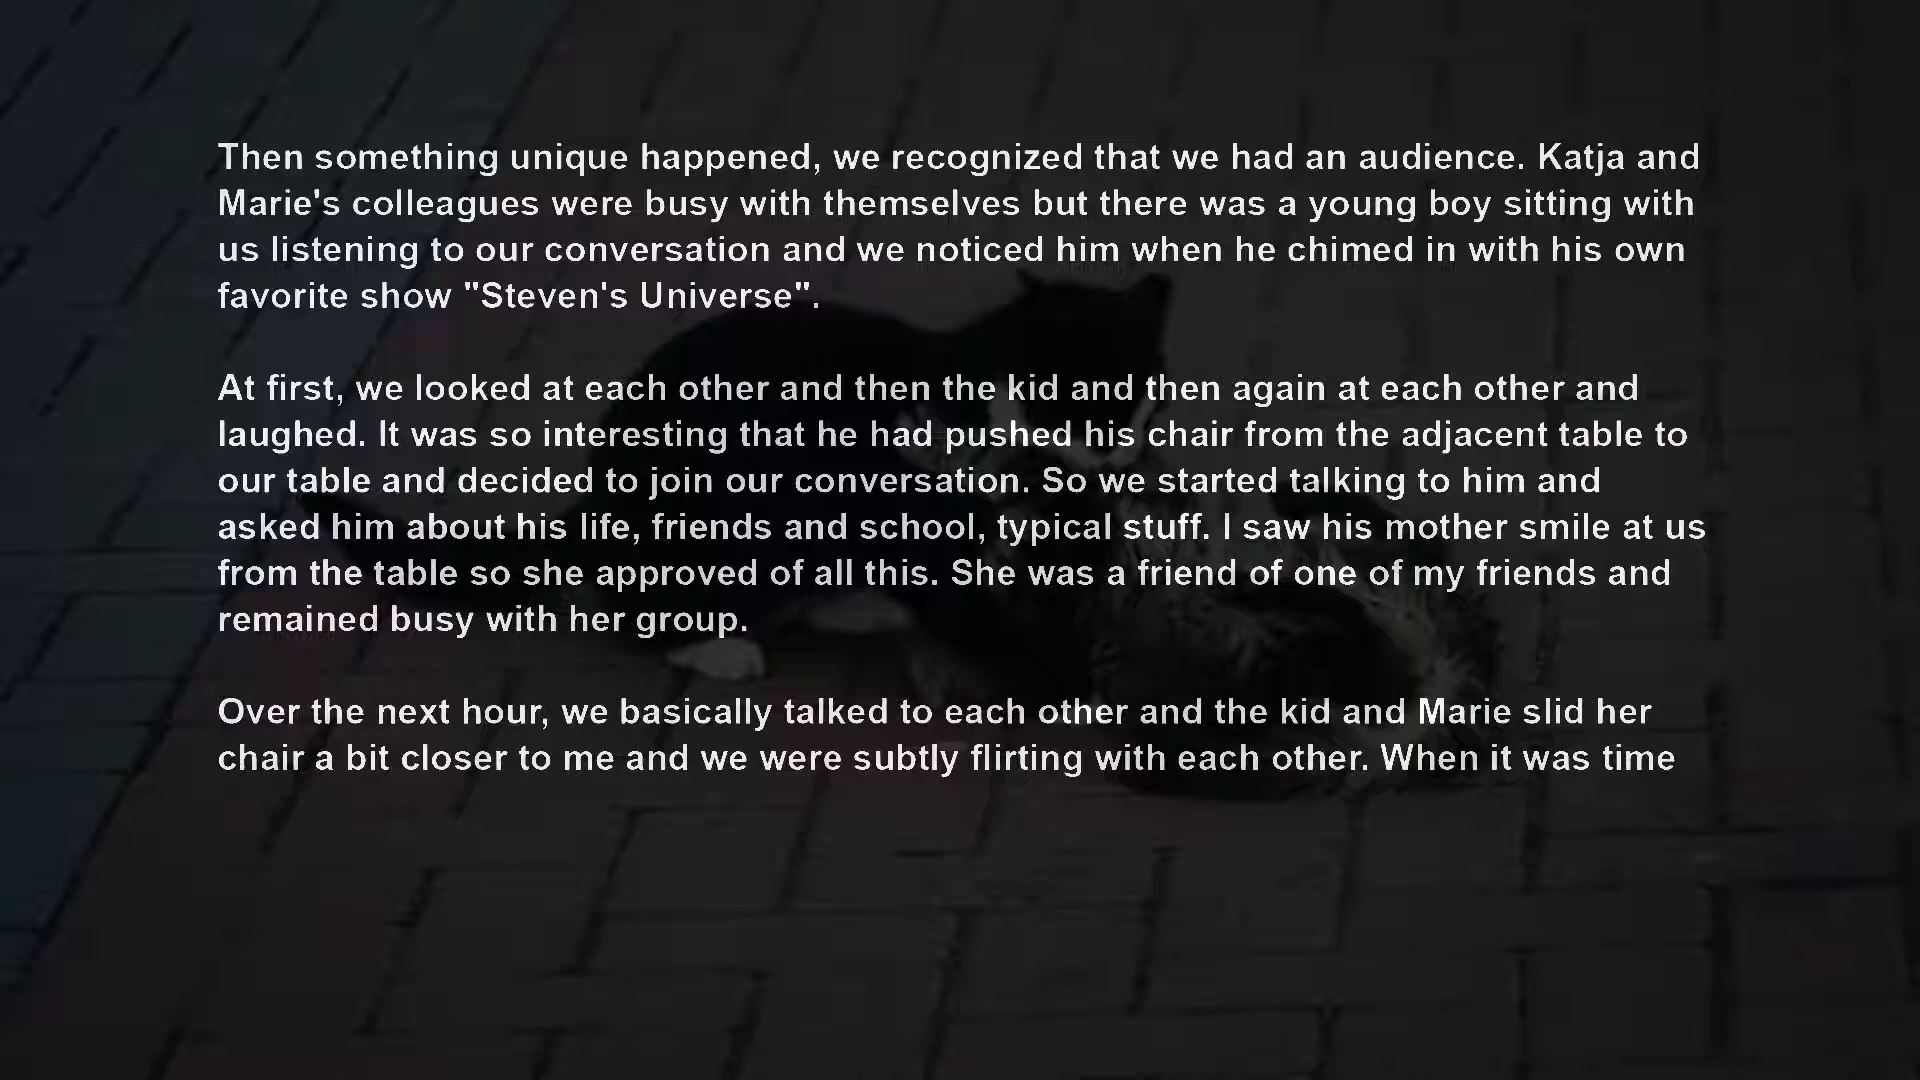 Then something unique happened, we recognized that we had an audience. Katja and
Marie's colleagues were busy with themselves but there was a young boy sitting with
us listening to our conversation and we noticed him when he chimed in with his own
favorite show "Steven's Universe".
At first, we looked at each other and then the kid and then again at each other and
laughed. It was so interesting that he had pushed his chair from the adjacent table to
our table and decided to join our conversation. So we started talking to him and
asked him about his life, friends and school, typical stuff. I saw his mother smile at us
from the table so she approved of all this. She was a friend of one of my friends and
remained busy with her group.
Over the next hour, we basically talked to each other and the kid and Marie slid her
chair a bit closer to me and we were subtly flirting with each other. When it was time